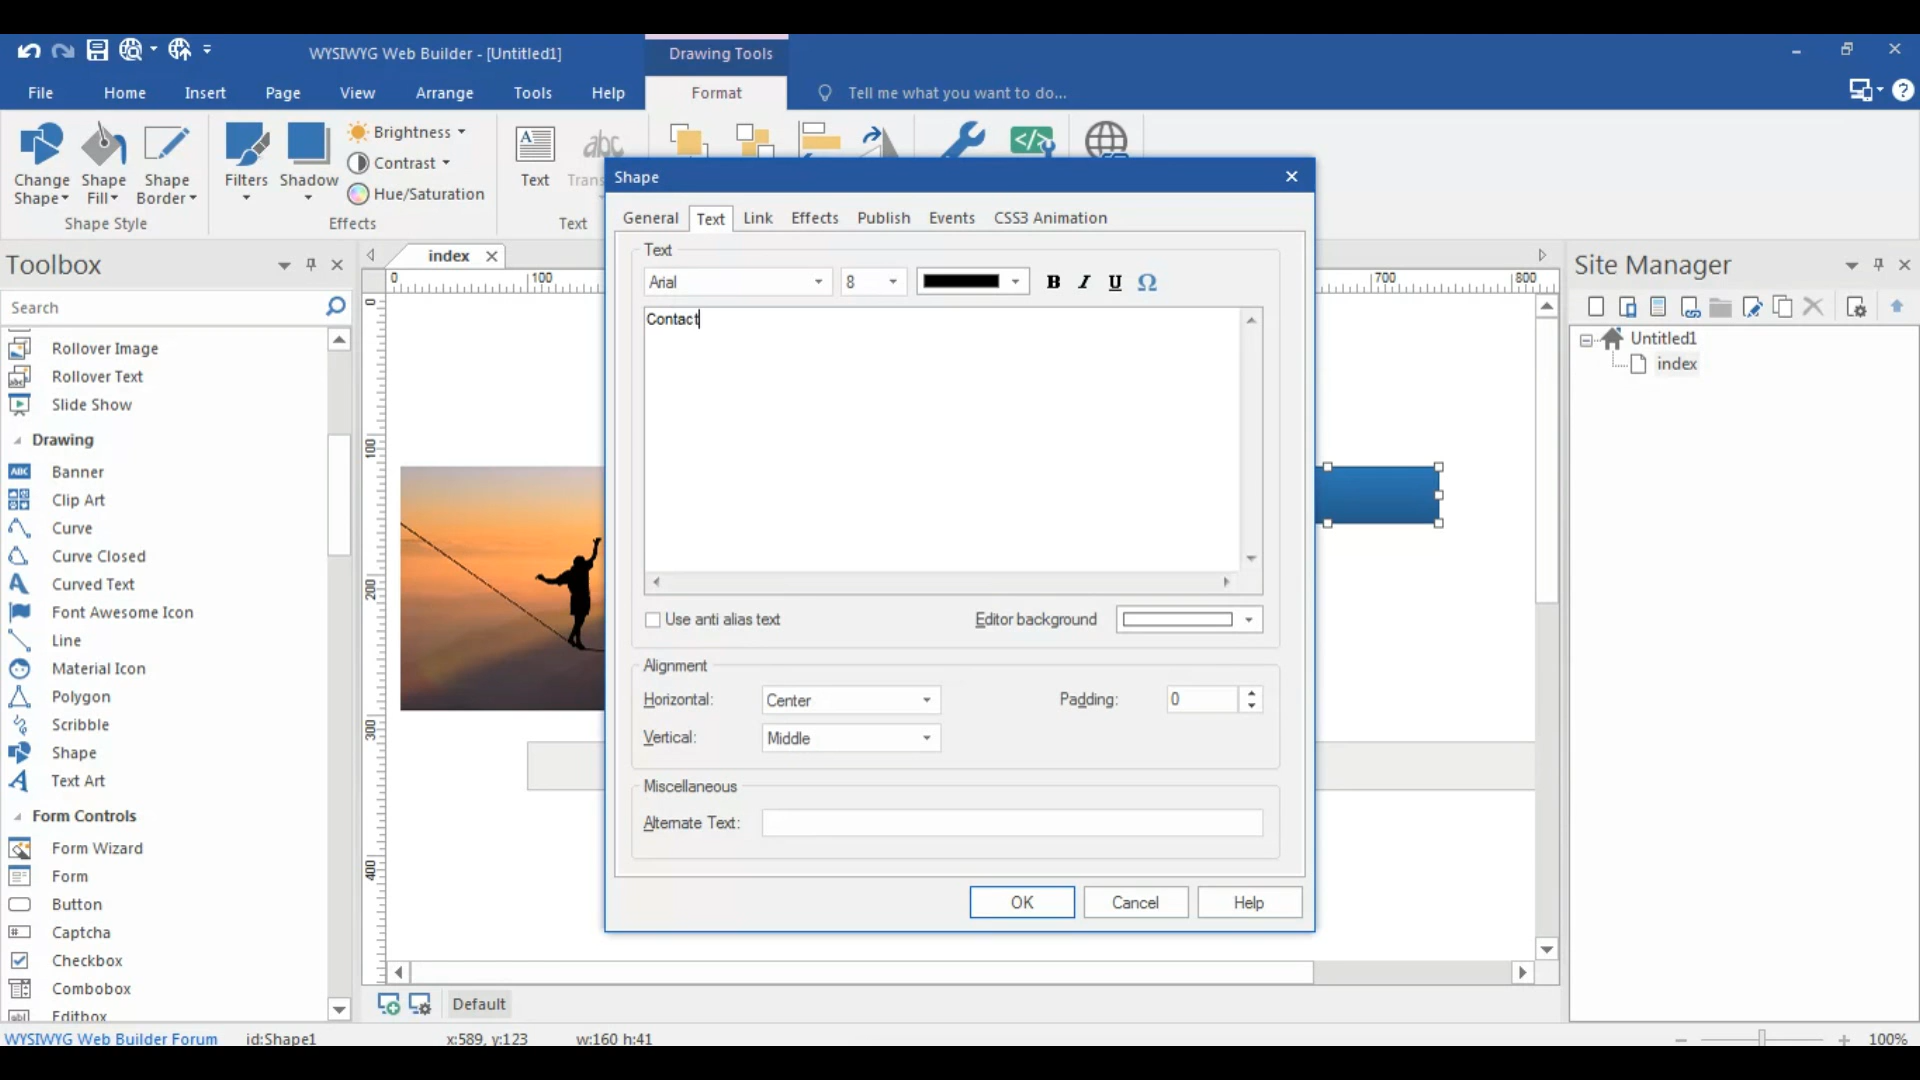 WYSIWYG Web Builder - [Untitled1]
Drawing Tools
File
Home
Insert
Page
View
Arrange
Tools
Help
Format
Tell me what you want to do...
Change Shape
Shape Fill
Shape Border
Shape Style
Filters
Shadow
Brightness
Contrast
Hue/Saturation
Effects
A
Text
abc
Trans
Text
Toolbox
Search
Rollover Image
Rollover Text
Slide Show
Drawing
ABC Banner
Clip Art
Curve
Curve Closed
Curved Text
Font Awesome Icon
Line
Material Icon
Polygon
Scribble
Shape
Text Art
Form Controls
Form Wizard
Form
Button
Captcha
Checkbox
Combobox
Editbox
index
0
100
700
800
0
100
200
300
400
Shape
General
Text
Link
Effects
Publish
Events
CSS3 Animation
Text
Arial
8
B I U Ω
Contact
Use anti alias text
Editor background
Alignment
Horizontal:
Center
Padding:
0
Vertical:
Middle
Miscellaneous
Alternate Text:
OK
Cancel
Help
Site Manager
Untitled1
index
Default
WYSIWYG Web Builder Forum
id:Shape1
x:589, y:123
w:160 h:41
100%